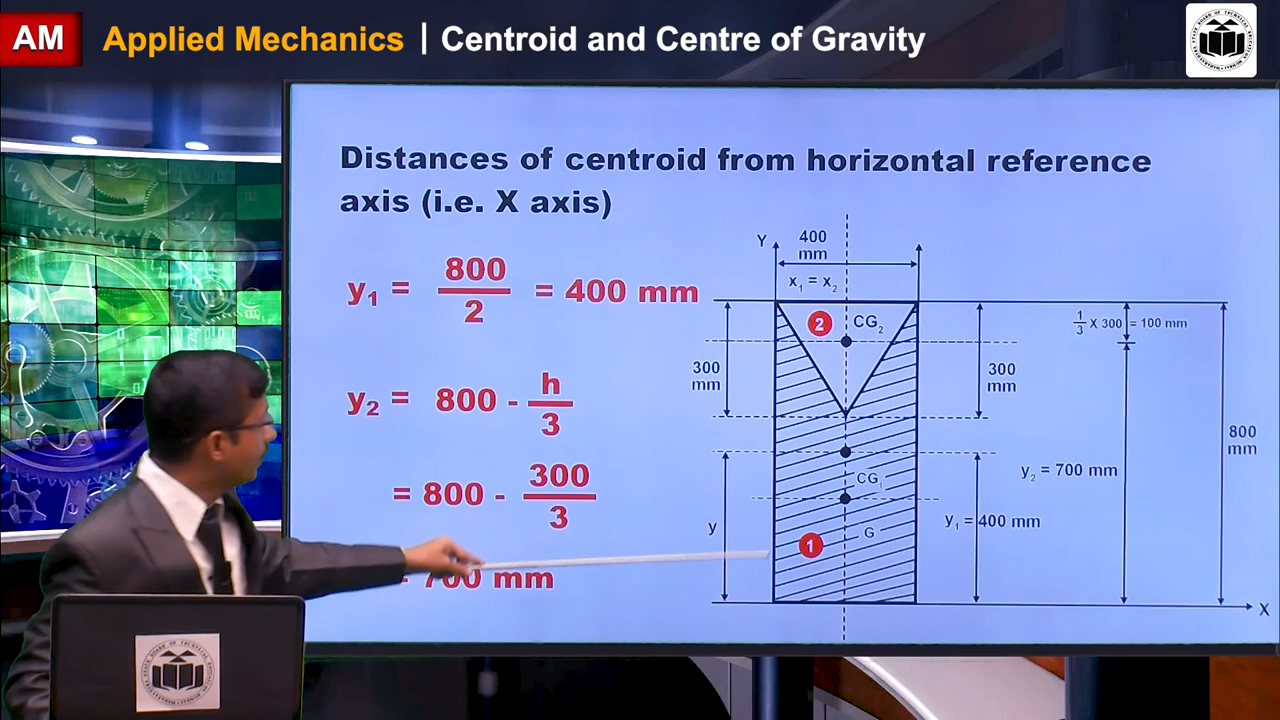 AM
Applied Mechanics | Centroid and Centre of Gravity
Distances of centroid from horizontal reference
axis (i.e. X axis)
y₁ = 800/2 = 400 mm
y₂ = 800 - h/3
= 800 - 300/3
= 700 mm
Y
400
mm
x₁ = x₂
2
CG₂
1/3 X 300 = 100 mm
300
mm
300
mm
800
mm
CG₁
y₂ = 700 mm
y
1
G
y₁ = 400 mm
X